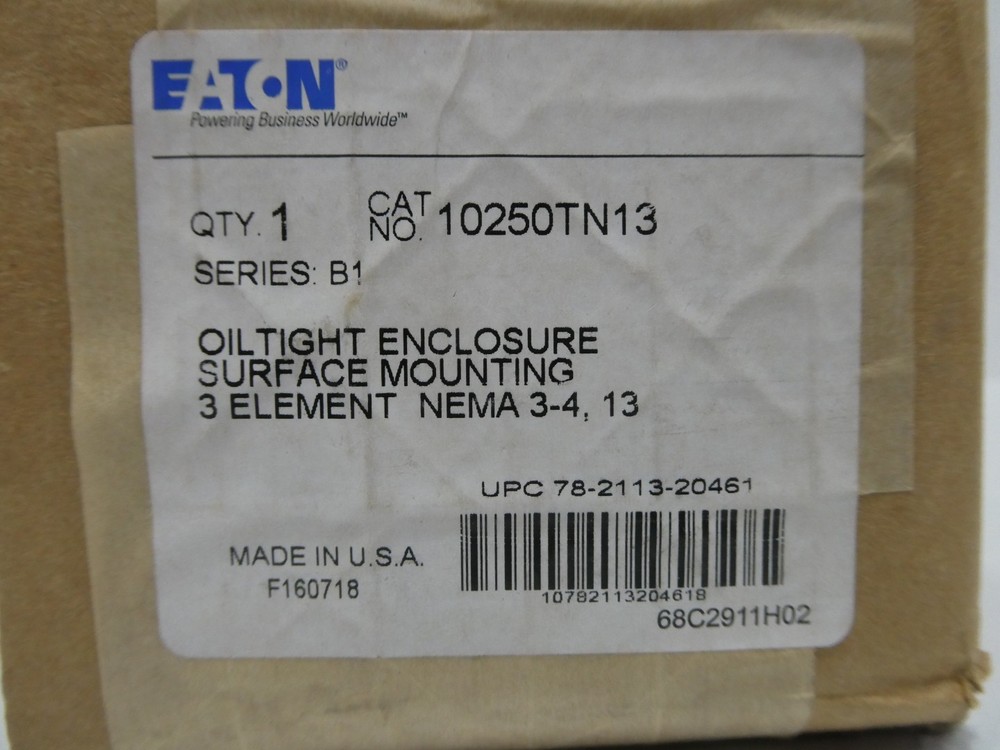 EATON®
Powering Business Worldwide™
QTY. 1 CAT NO. 10250TN13
SERIES: B1
OILTIGHT ENCLOSURE
SURFACE MOUNTING
3 ELEMENT NEMA 3-4, 13
UPC 78-2113-20461
MADE IN U.S.A.
F160718
10782113204618
68C2911H02